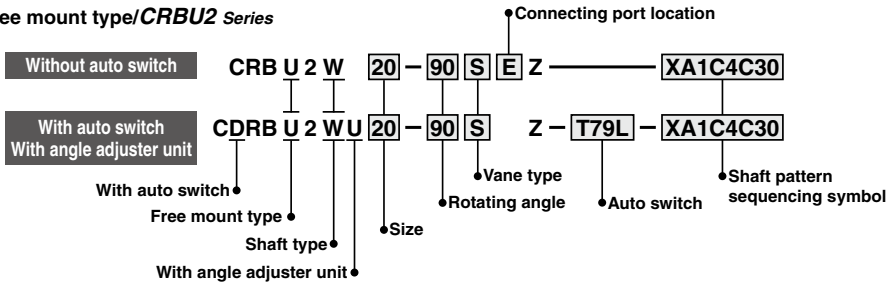 ee mount type/CRBU2 Series
Connecting port location
Without auto switch CRB U 2 W 20 – 90 S E Z XA1C4C30
With auto switch
With angle adjuster unit
CDRB U 2 W U 20 – 90 S Z – T79L – XA1C4C30
With auto switch
Free mount type
Shaft type
With angle adjuster unit
Size
Rotating angle
Vane type
Auto switch
Shaft pattern
sequencing symbol